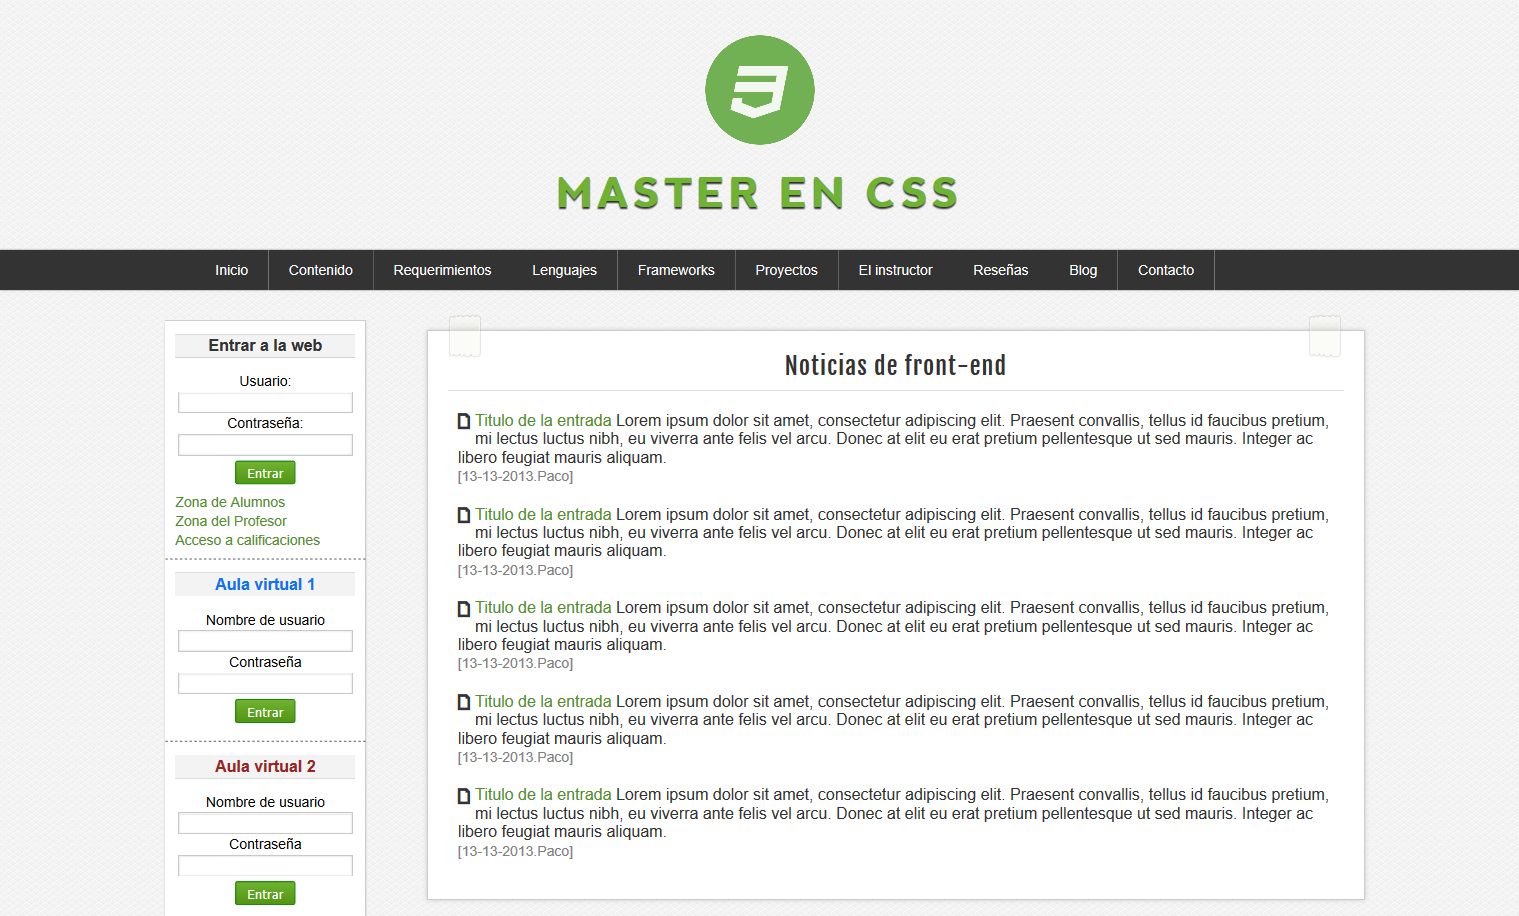 MASTER EN CSS
Inicio Contenido Requerimientos Lenguajes Frameworks Proyectos El instructor Reseñas Blog Contacto
Entrar a la web
Usuario:
Contraseña:
Entrar
Zona de Alumnos
Zona del Profesor
Acceso a calificaciones
Aula virtual 1
Nombre de usuario
Contraseña
Entrar
Aula virtual 2
Nombre de usuario
Contraseña
Entrar
Noticias de front-end
Titulo de la entrada Lorem ipsum dolor sit amet, consectetur adipiscing elit. Praesent convallis, tellus id faucibus pretium,
mi lectus luctus nibh, eu viverra ante felis vel arcu. Donec at elit eu erat pretium pellentesque ut sed mauris. Integer ac
libero feugiat mauris aliquam.
[13-13-2013.Paco]
Titulo de la entrada Lorem ipsum dolor sit amet, consectetur adipiscing elit. Praesent convallis, tellus id faucibus pretium,
mi lectus luctus nibh, eu viverra ante felis vel arcu. Donec at elit eu erat pretium pellentesque ut sed mauris. Integer ac
libero feugiat mauris aliquam.
[13-13-2013.Paco]
Titulo de la entrada Lorem ipsum dolor sit amet, consectetur adipiscing elit. Praesent convallis, tellus id faucibus pretium,
mi lectus luctus nibh, eu viverra ante felis vel arcu. Donec at elit eu erat pretium pellentesque ut sed mauris. Integer ac
libero feugiat mauris aliquam.
[13-13-2013.Paco]
Titulo de la entrada Lorem ipsum dolor sit amet, consectetur adipiscing elit. Praesent convallis, tellus id faucibus pretium,
mi lectus luctus nibh, eu viverra ante felis vel arcu. Donec at elit eu erat pretium pellentesque ut sed mauris. Integer ac
libero feugiat mauris aliquam.
[13-13-2013.Paco]
Titulo de la entrada Lorem ipsum dolor sit amet, consectetur adipiscing elit. Praesent convallis, tellus id faucibus pretium,
mi lectus luctus nibh, eu viverra ante felis vel arcu. Donec at elit eu erat pretium pellentesque ut sed mauris. Integer ac
libero feugiat mauris aliquam.
[13-13-2013.Paco]